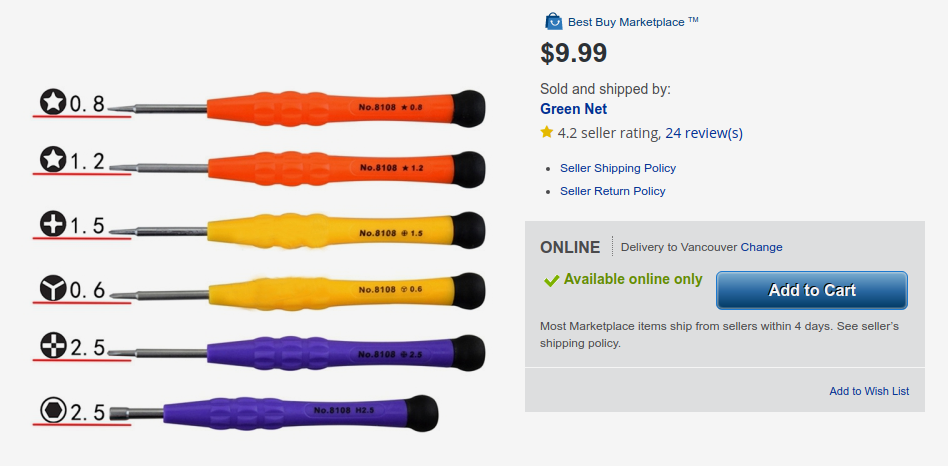 0.8
No.8108 ★ 0.8
1.2
No.8108 ★ 1.2
1.5
No.8108 1.5
0.6
No.8108 0.6
2.5
No.8108 2.5
2.5
No.8108 H2.5
Best Buy Marketplace ™
$9.99
Sold and shipped by:
Green Net
4.2 seller rating, 24 review(s)
• Seller Shipping Policy
• Seller Return Policy
ONLINE Delivery to Vancouver Change
Available online only
Add to Cart
Most Marketplace items ship from sellers within 4 days. See seller's
shipping policy.
Add to Wish List